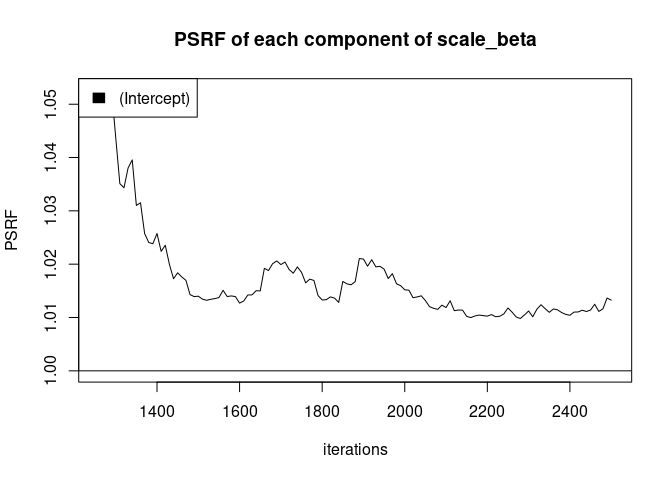 PSRF of each component of scale_beta
(Intercept)
PSRF
1.05
1.04
1.03
1.02
1.01
1.00
1400 1600 1800 2000 2200 2400
iterations